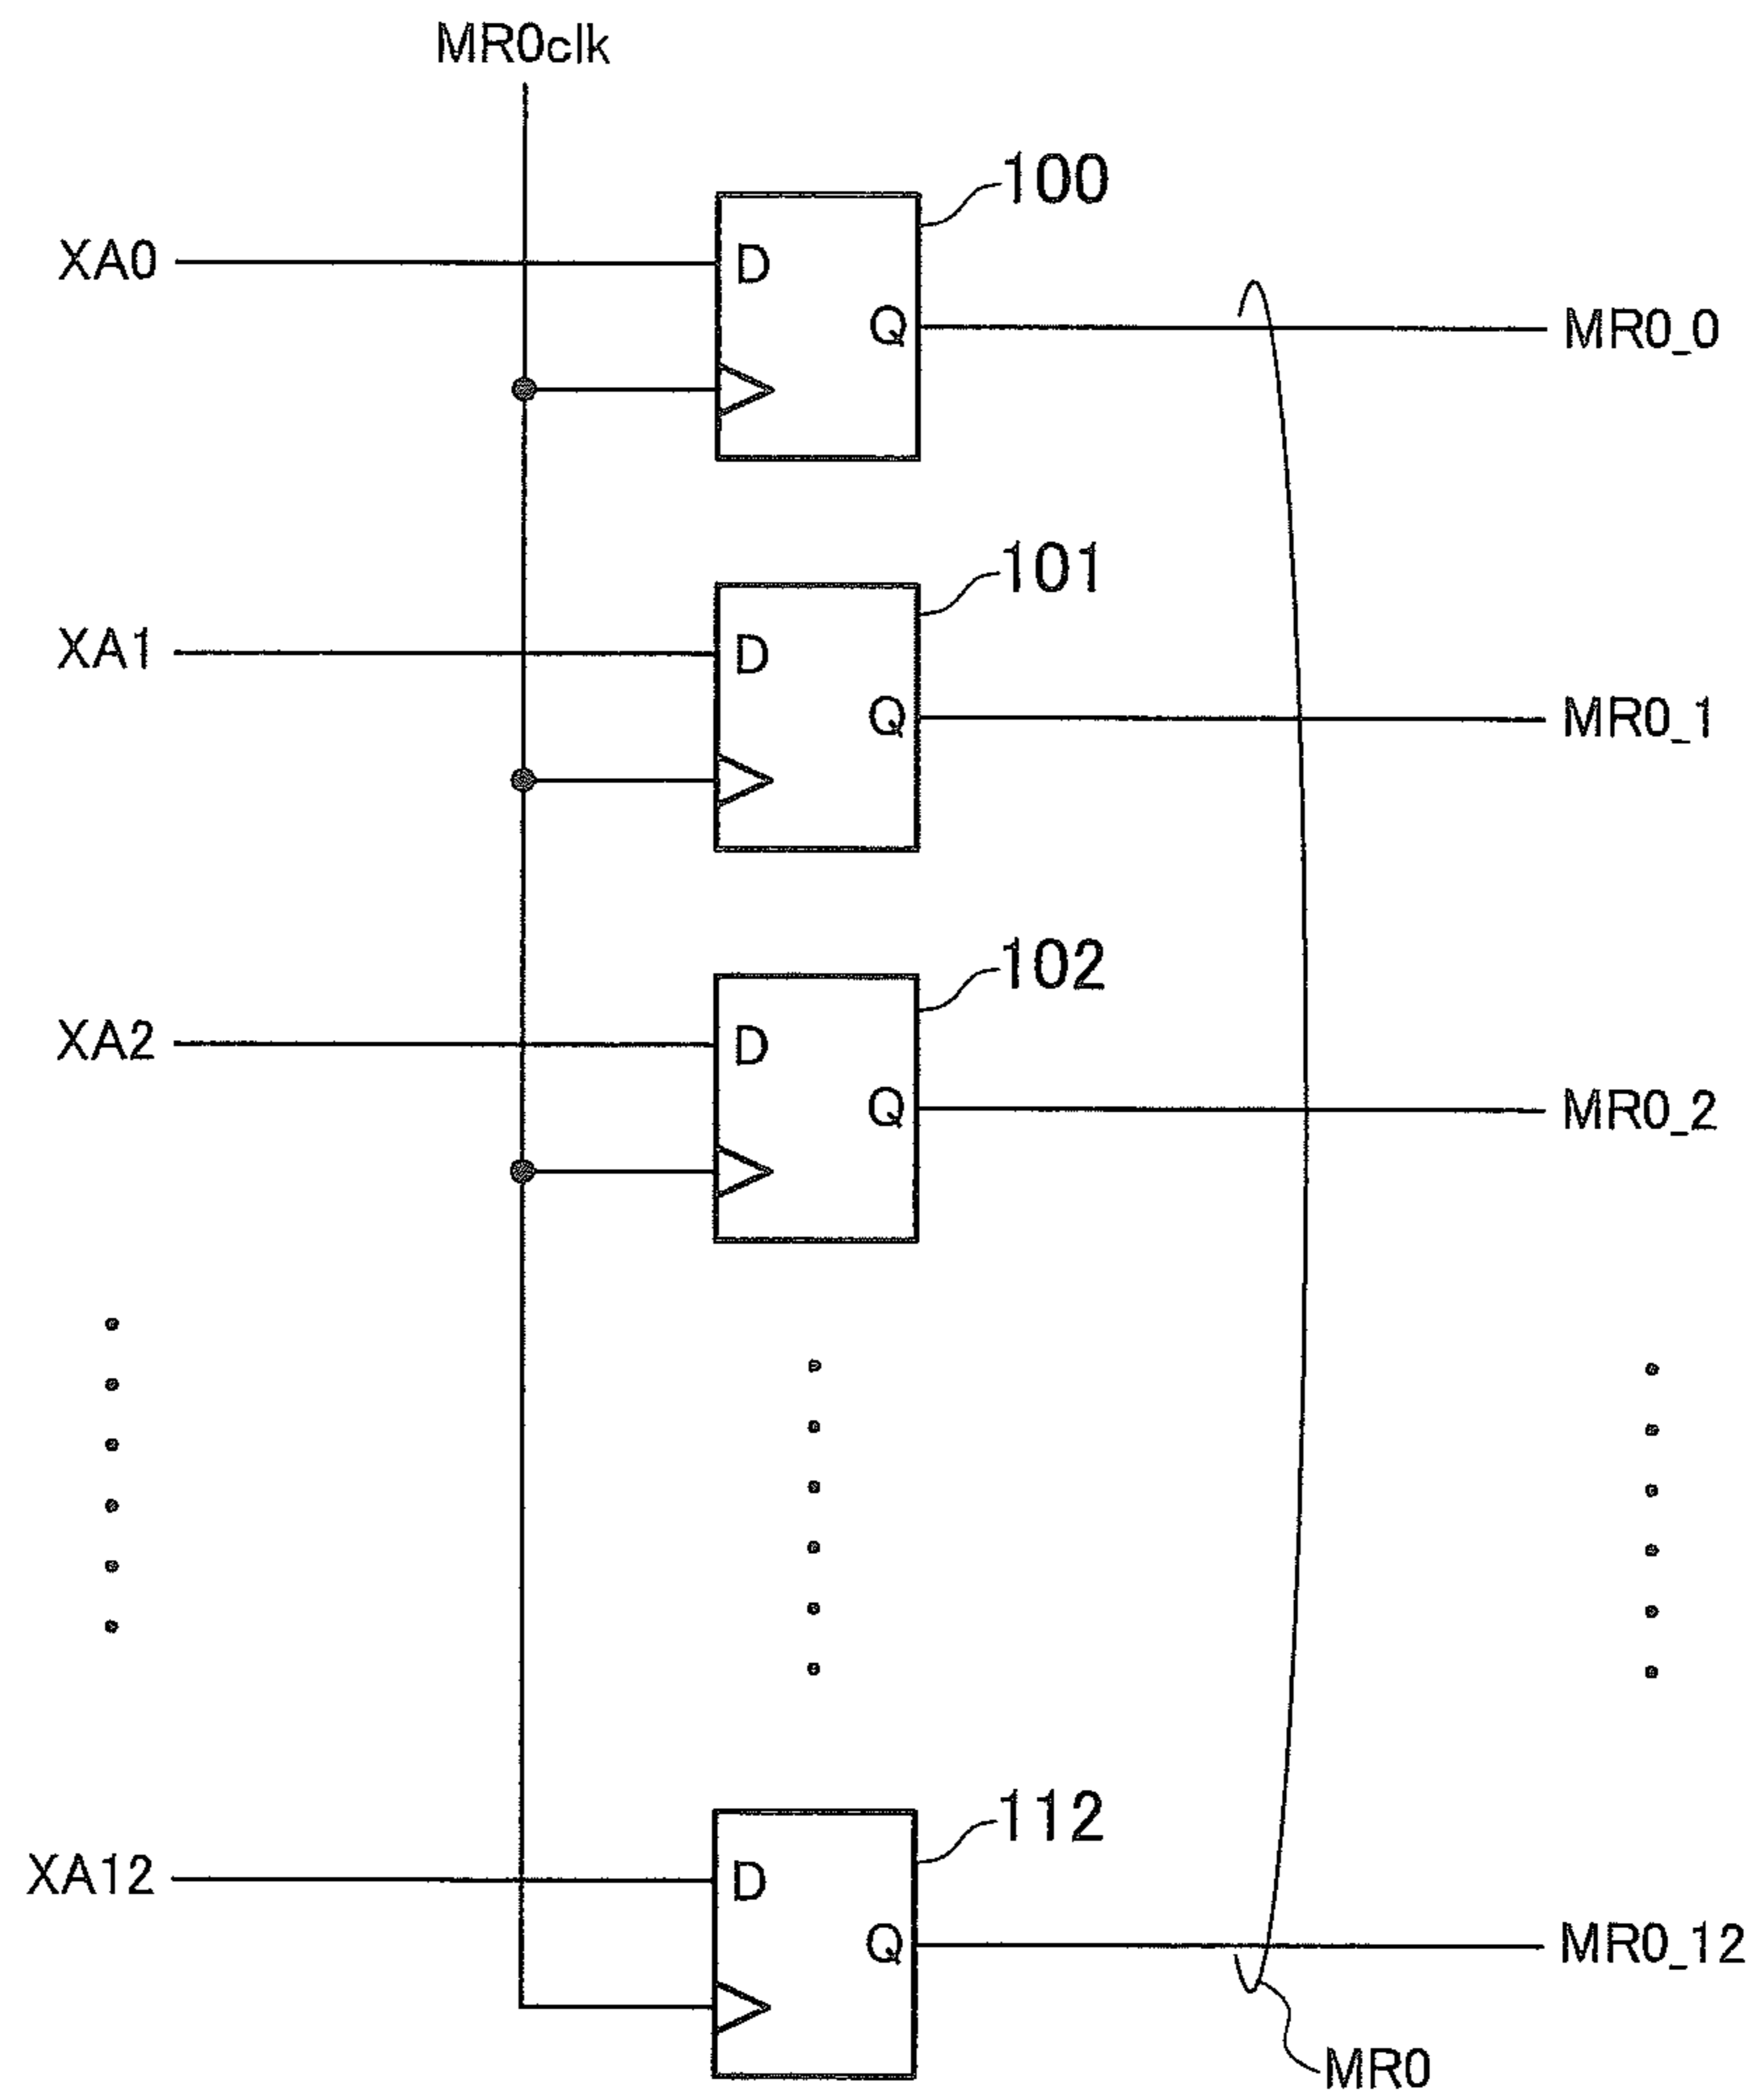 MR0clk
100
XA0
D
Q
MR0_0
101
XA1
D
Q
MR0_1
102
XA2
D
Q
MR0_2
112
XA12
D
Q
MR0_12
MR0